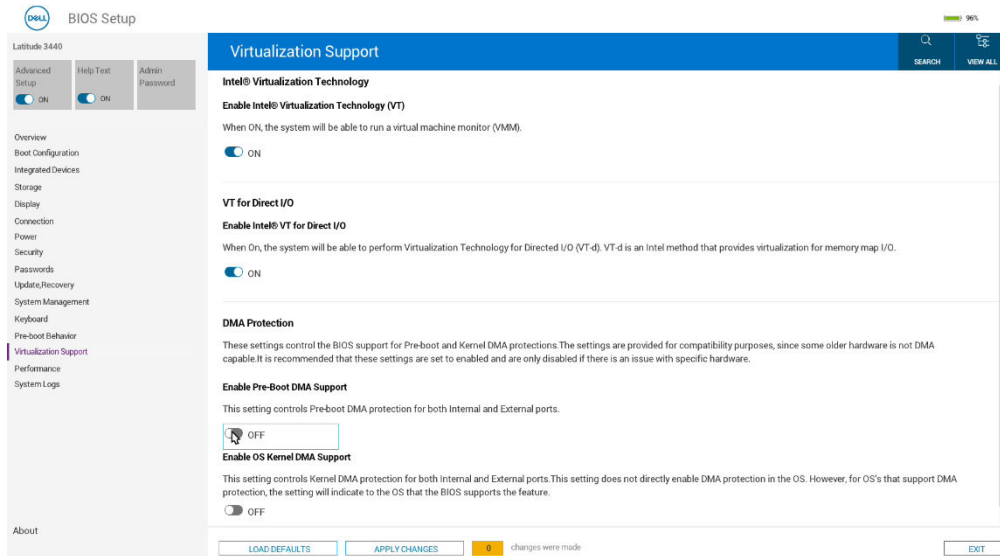 DELL
BIOS Setup
96%
Latitude 3440
Advanced Setup
ON
Help Text
ON
Admin Password
Overview
Boot Configuration
Integrated Devices
Storage
Display
Connection
Power
Security
Passwords
Update,Recovery
System Management
Keyboard
Pre-boot Behavior
Virtualization Support
Performance
System Logs
About
Virtualization Support
SEARCH
VIEW ALL
Intel® Virtualization Technology
Enable Intel® Virtualization Technology (VT)
When ON, the system will be able to run a virtual machine monitor (VMM).
ON
VT for Direct I/O
Enable Intel® VT for Direct I/O
When On, the system will be able to perform Virtualization Technology for Directed I/O (VT-d). VT-d is an Intel method that provides virtualization for memory map I/O.
ON
DMA Protection
These settings control the BIOS support for Pre-boot and Kernel DMA protections.The settings are provided for compatibility purposes, since some older hardware is not DMA
capable.It is recommended that these settings are set to enabled and are only disabled if there is an issue with specific hardware.
Enable Pre-Boot DMA Support
This setting controls Pre-boot DMA protection for both Internal and External ports.
OFF
Enable OS Kernel DMA Support
This setting controls Kernel DMA protection for both Internal and External ports.This setting does not directly enable DMA protection in the OS. However, for OS's that support DMA
protection, the setting will indicate to the OS that the BIOS supports the feature.
OFF
LOAD DEFAULTS
APPLY CHANGES
0
changes were made
EXIT